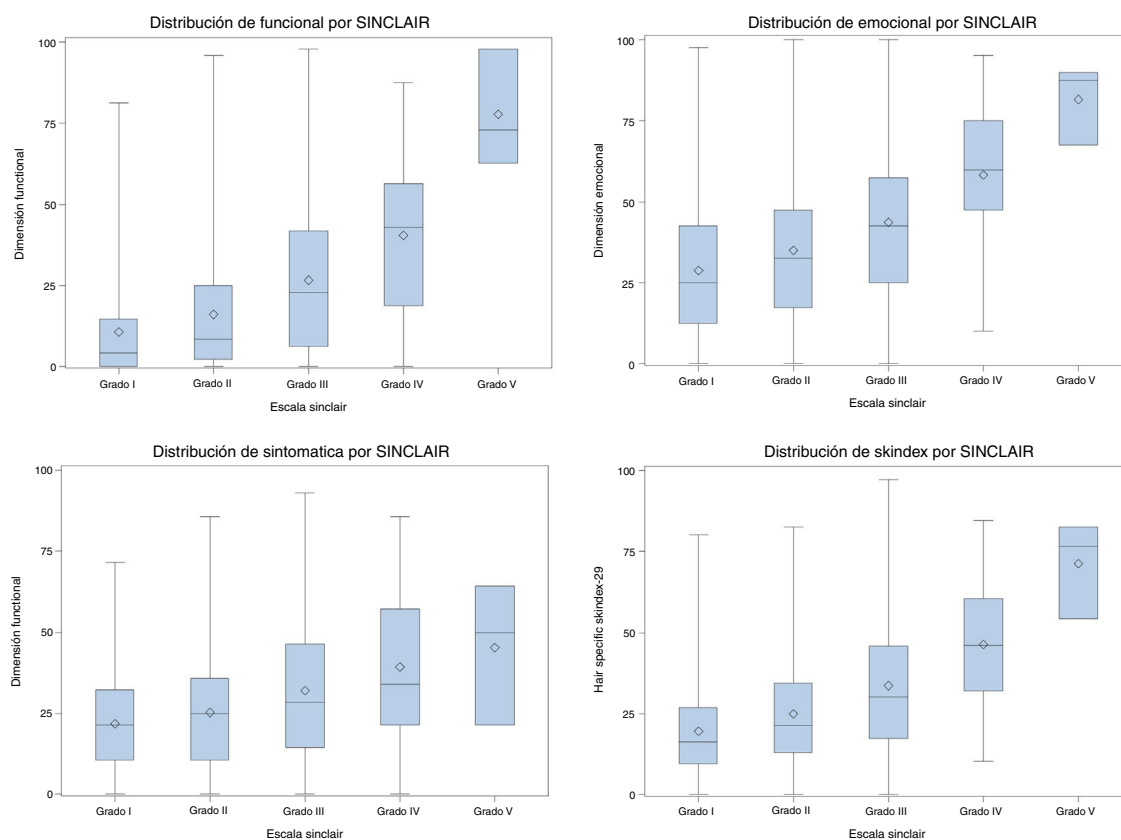 Distribución de funcional por SINCLAIR
100
75
50
25
0
Dimensión functional
Grado I
Grado II
Grado III
Grado IV
Grado V
Escala sinclair
Distribución de emocional por SINCLAIR
100
75
50
25
0
Dimensión emocional
Grado I
Grado II
Grado III
Grado IV
Grado V
Escala sinclair
Distribución de sintomatica por SINCLAIR
100
75
50
25
0
Dimensión functional
Grado I
Grado II
Grado III
Grado IV
Grado V
Escala sinclair
Distribución de skindex por SINCLAIR
100
75
50
25
0
Hair specific skindex-29
Grado I
Grado II
Grado III
Grado IV
Grado V
Escala sinclair